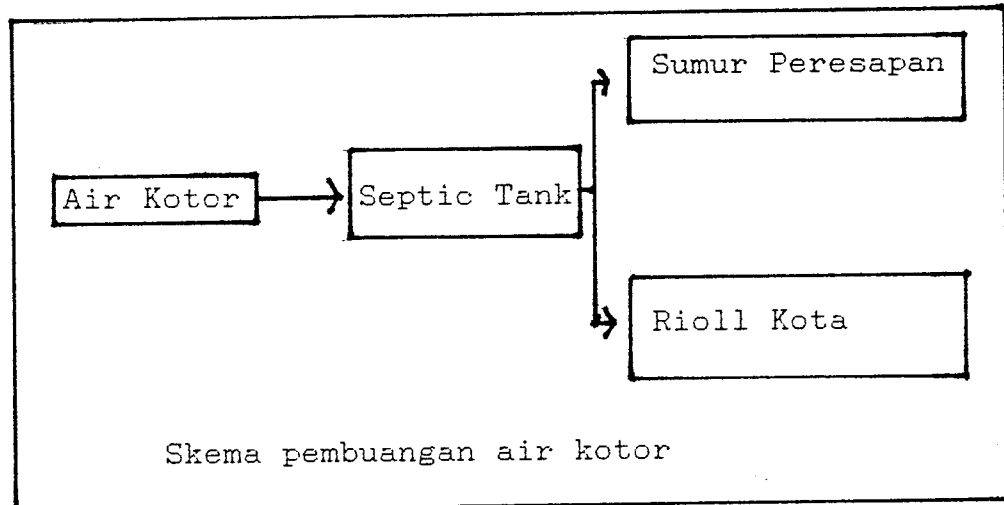 Sumur Peresapan
Air Kotor
Septic Tank
Rioll Kota
Skema pembuangan air kotor